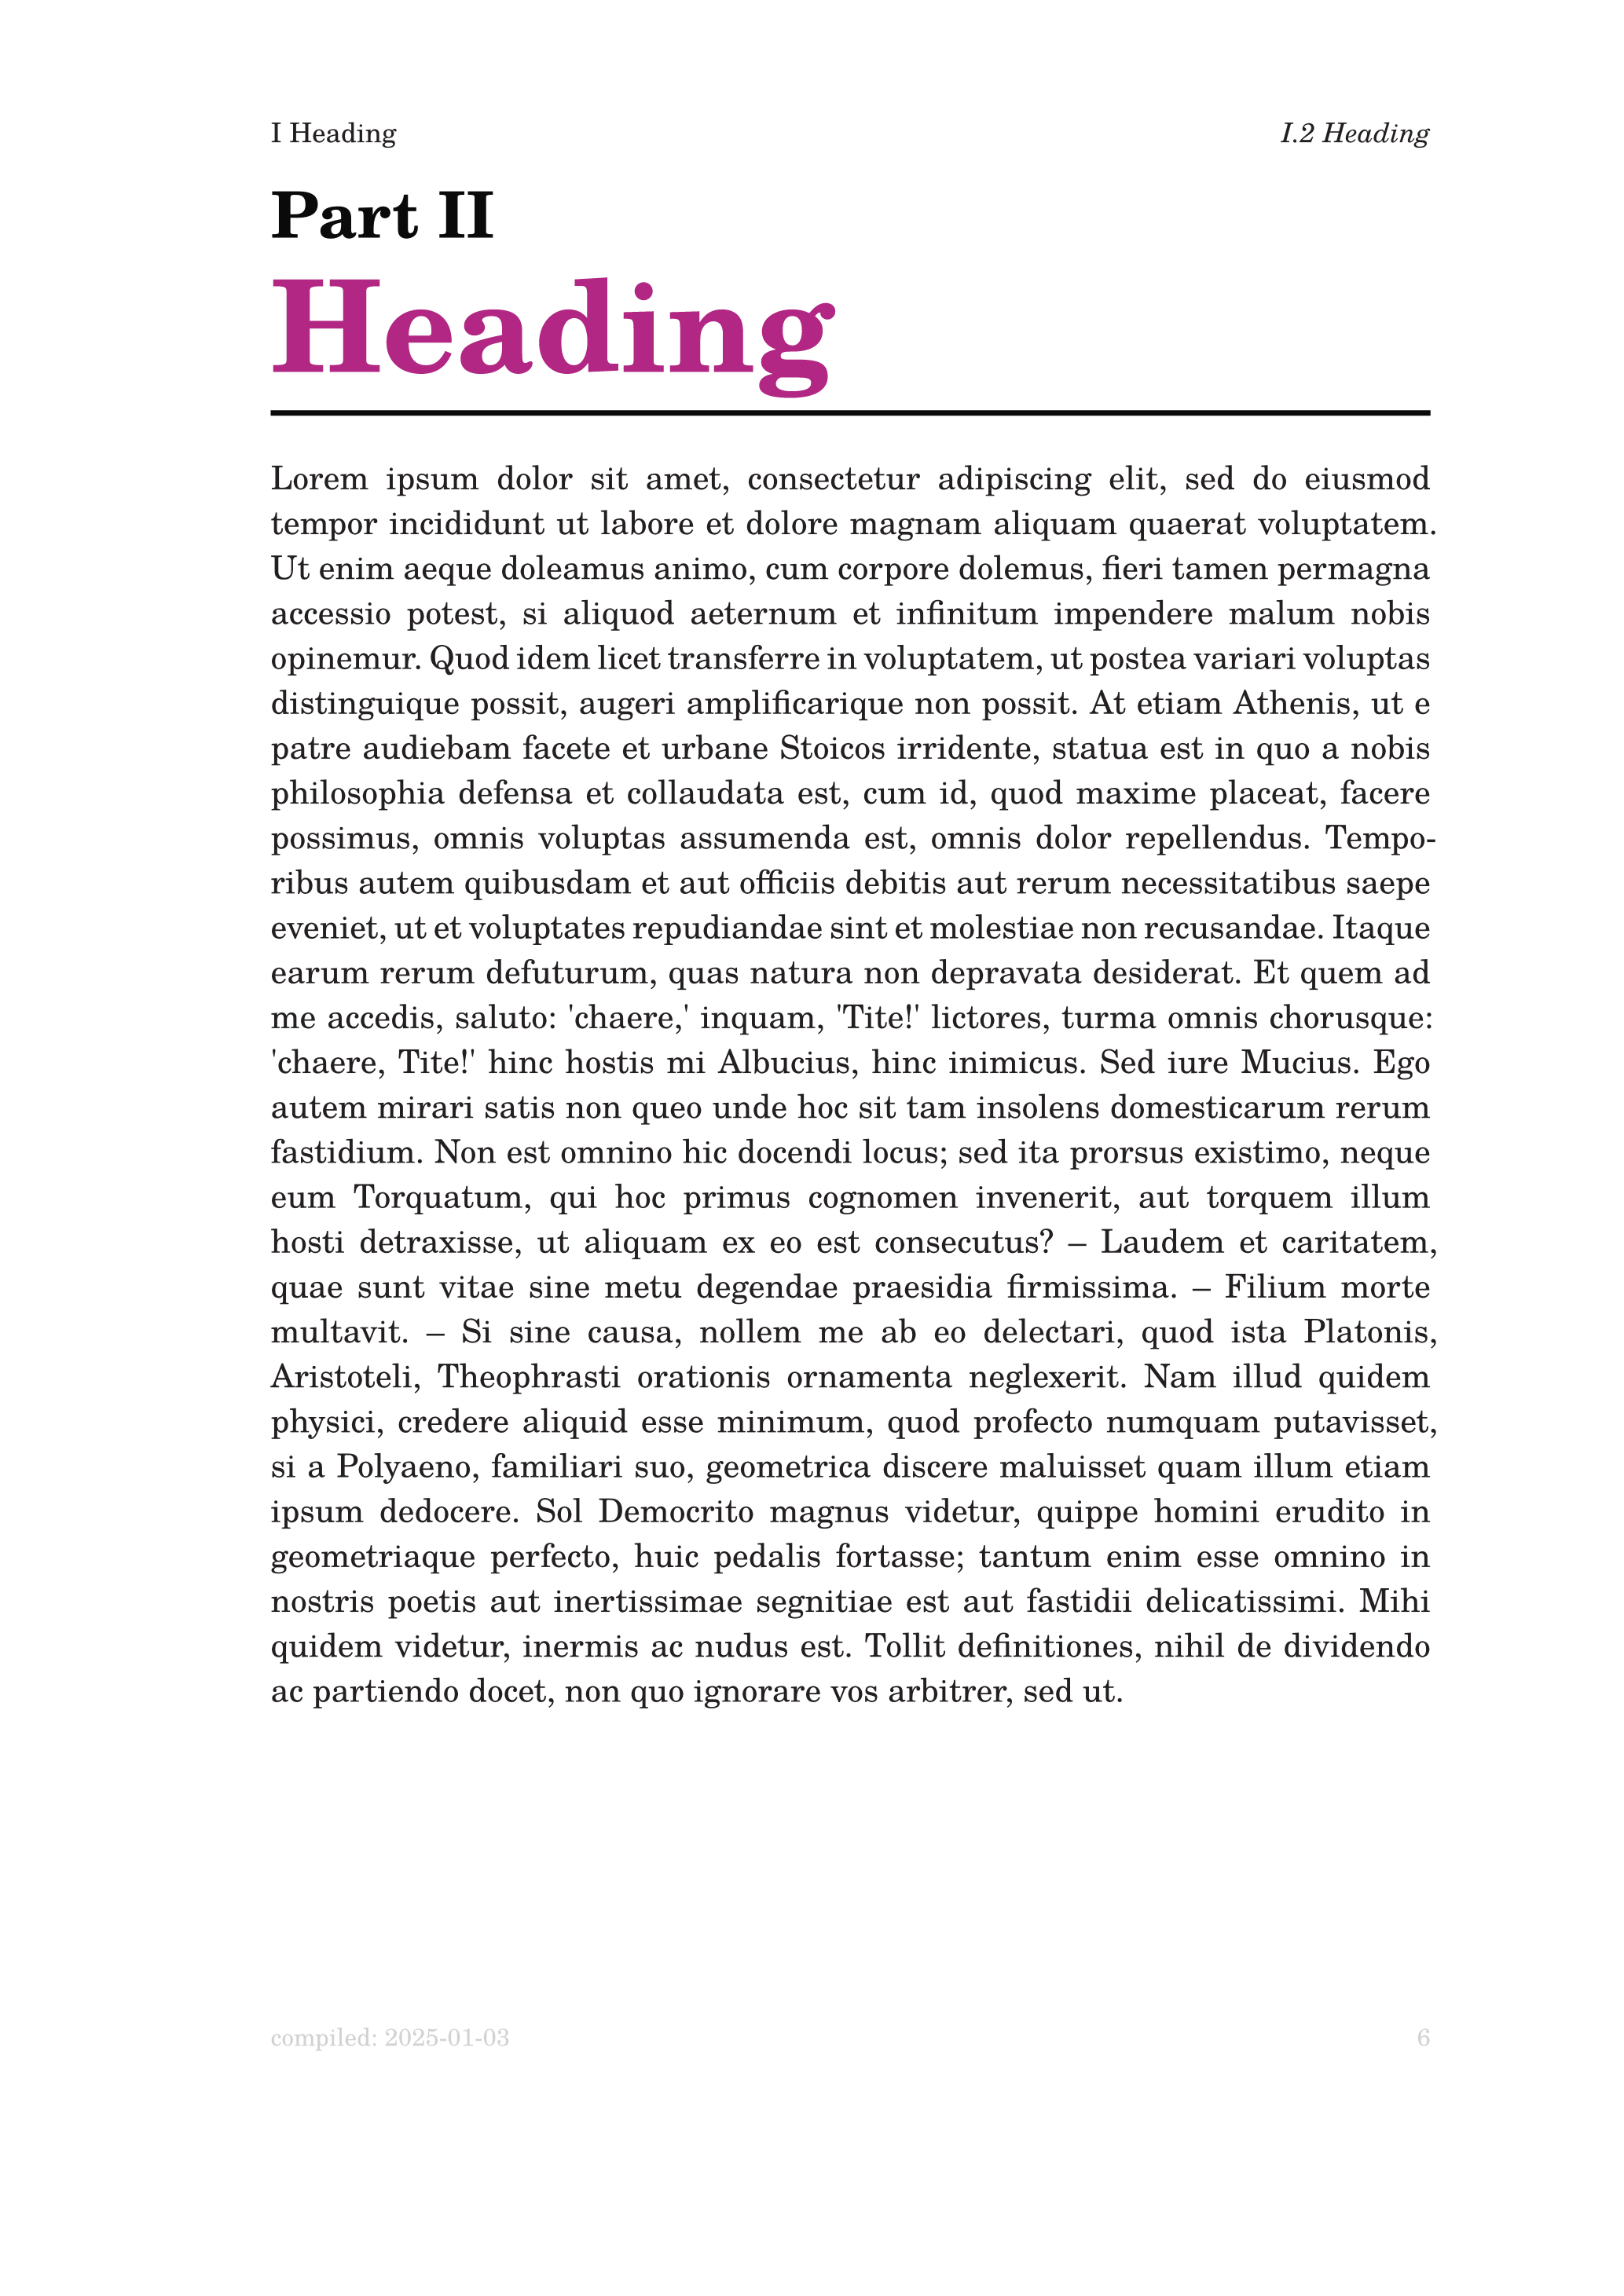 I Heading I.2 Heading
Part II
Heading
Lorem ipsum dolor sit amet, consectetur adipiscing elit, sed do eiusmod
tempor incididunt ut labore et dolore magnam aliquam quaerat voluptatem.
Ut enim aeque doleamus animo, cum corpore dolemus, fieri tamen permagna
accessio potest, si aliquod aeternum et infinitum impendere malum nobis
opinemur. Quod idem licet transferre in voluptatem, ut postea variari voluptas
distinguique possit, augeri amplificarique non possit. At etiam Athenis, ut e
patre audiebam facete et urbane Stoicos irridente, statua est in quo a nobis
philosophia defensa et collaudata est, cum id, quod maxime placeat, facere
possimus, omnis voluptas assumenda est, omnis dolor repellendus. Tempo-
ribus autem quibusdam et aut officiis debitis aut rerum necessitatibus saepe
eveniet, ut et voluptates repudiandae sint et molestiae non recusandae. Itaque
earum rerum defuturum, quas natura non depravata desiderat. Et quem ad
me accedis, saluto: 'chaere,' inquam, 'Tite!' lictores, turma omnis chorusque:
'chaere, Tite!' hinc hostis mi Albucius, hinc inimicus. Sed iure Mucius. Ego
autem mirari satis non queo unde hoc sit tam insolens domesticarum rerum
fastidium. Non est omnino hic docendi locus; sed ita prorsus existimo, neque
eum Torquatum, qui hoc primus cognomen invenerit, aut torquem illum
hosti detraxisse, ut aliquam ex eo est consecutus? – Laudem et caritatem,
quae sunt vitae sine metu degendae praesidia firmissima. – Filium morte
multavit. – Si sine causa, nollem me ab eo delectari, quod ista Platonis,
Aristoteli, Theophrasti orationis ornamenta neglexerit. Nam illud quidem
physici, credere aliquid esse minimum, quod profecto numquam putavisset,
si a Polyaeno, familiari suo, geometrica discere maluisset quam illum etiam
ipsum dedocere. Sol Democrito magnus videtur, quippe homini erudito in
geometriaque perfecto, huic pedalis fortasse; tantum enim esse omnino in
nostris poetis aut inertissimae segnitiae est aut fastidii delicatissimi. Mihi
quidem videtur, inermis ac nudus est. Tollit definitiones, nihil de dividendo
ac partiendo docet, non quo ignorare vos arbitrer, sed ut.
compiled: 2025-01-03 6